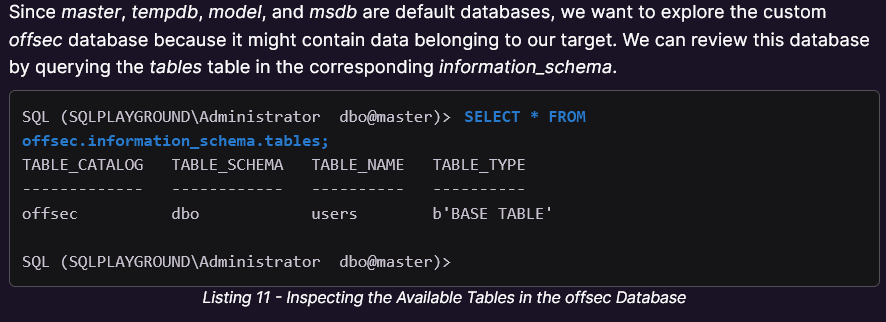 Since master, tempdb, model, and msdb are default databases, we want to explore the custom
offsec database because it might contain data belonging to our target. We can review this database
by querying the tables table in the corresponding information_schema.
SQL (SQLPLAYGROUND\Administrator  dbo@master)> SELECT * FROM
offsec.information_schema.tables;
TABLE_CATALOG   TABLE_SCHEMA   TABLE_NAME   TABLE_TYPE
-------------   ------------   ----------   ----------
offsec          dbo            users        b'BASE TABLE'
SQL (SQLPLAYGROUND\Administrator  dbo@master)>
Listing 11 - Inspecting the Available Tables in the offsec Database